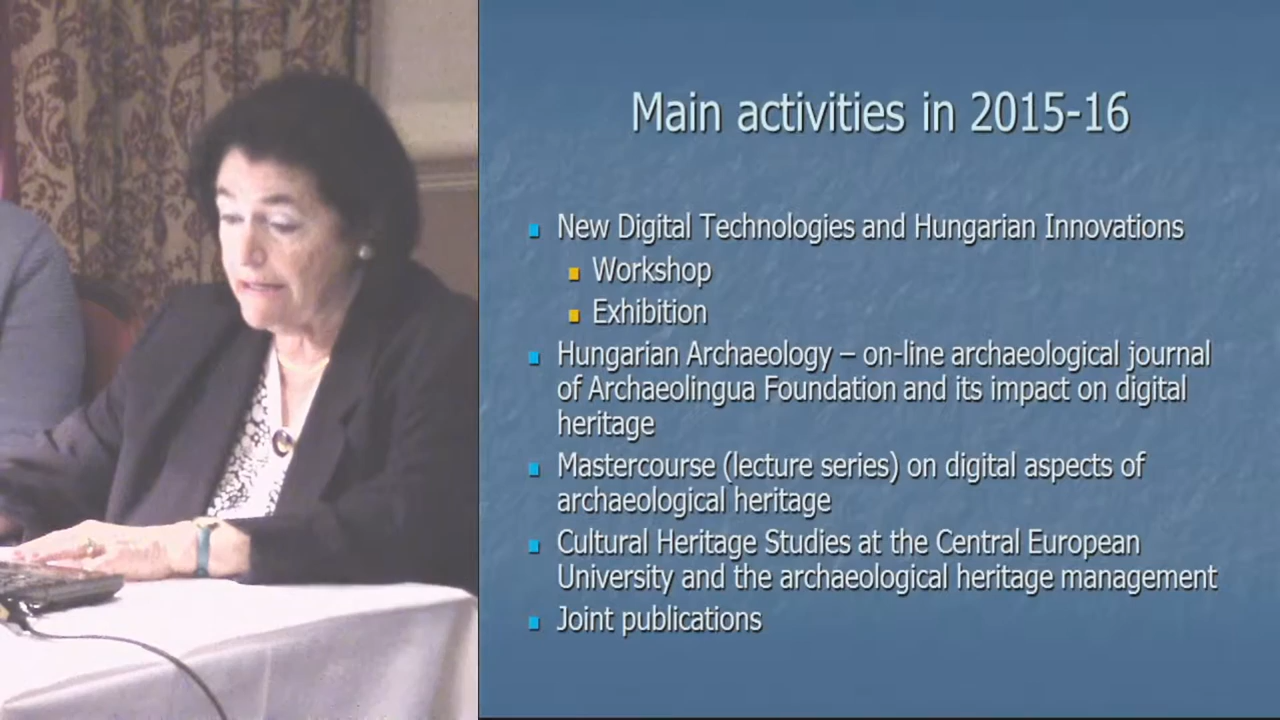 Main activities in 2015-16
New Digital Technologies and Hungarian Innovations
Workshop
Exhibition
Hungarian Archaeology – on-line archaeological journal
of Archaeolingua Foundation and its impact on digital
heritage
Mastercourse (lecture series) on digital aspects of
archaeological heritage
Cultural Heritage Studies at the Central European
University and the archaeological heritage management
Joint publications